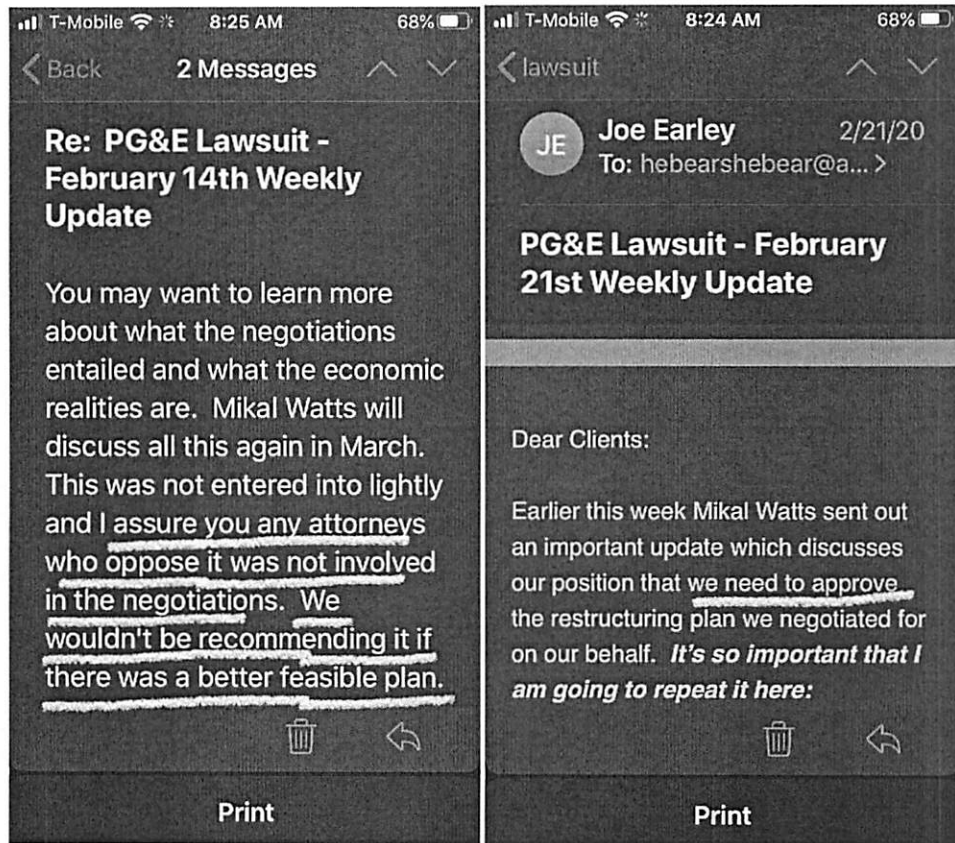 T-Mobile 8:25 AM 68%
Back 2 Messages
Re: PG&E Lawsuit -
February 14th Weekly
Update
You may want to learn more
about what the negotiations
entailed and what the economic
realities are. Mikal Watts will
discuss all this again in March.
This was not entered into lightly
and I assure you any attorneys
who oppose it was not involved
in the negotiations. We
wouldn't be recommending it if
there was a better feasible plan.
Print
T-Mobile 8:24 AM 68%
lawsuit
JE
Joe Earley 2/21/20
To: hebearshebear@a... >
PG&E Lawsuit - February
21st Weekly Update
Dear Clients:
Earlier this week Mikal Watts sent out
an important update which discusses
our position that we need to approve
the restructuring plan we negotiated for
on our behalf. It's so important that I
am going to repeat it here:
Print